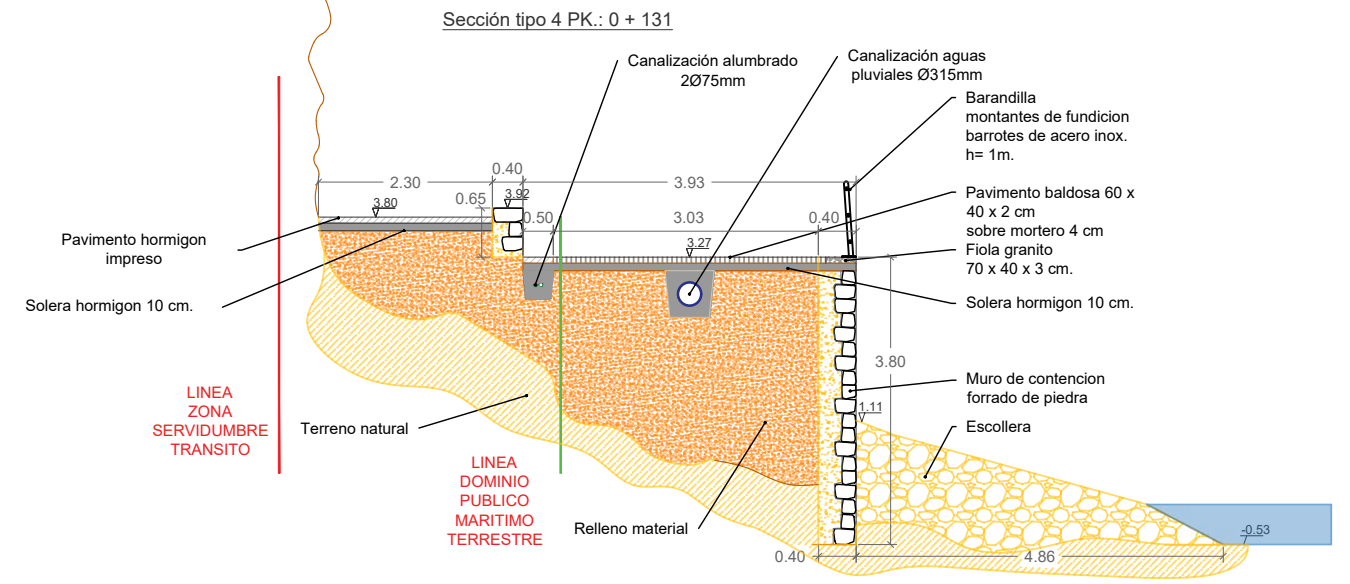 Sección tipo 4 PK.: 0 + 131
Canalización alumbrado
2Ø75mm
Canalización aguas
pluviales Ø315mm
Barandilla
montantes de fundicion
barrotes de acero inox.
h= 1m.
2.30
0.40
3.93
0.65
3.92
3.80
0.50
3.03
0.40
Pavimento baldosa 60 x
40 x 2 cm
sobre mortero 4 cm
Pavimento hormigon
impreso
3.27
Fiola granito
70 x 40 x 3 cm.
Solera hormigon 10 cm.
Solera hormigon 10 cm.
3.80
Muro de contencion
forrado de piedra
1.11
Escollera
LINEA
ZONA
SERVIDUMBRE
TRANSITO
Terreno natural
LINEA
DOMINIO
PUBLICO
MARITIMO
TERRESTRE
Relleno material
-0.53
0.40
4.86